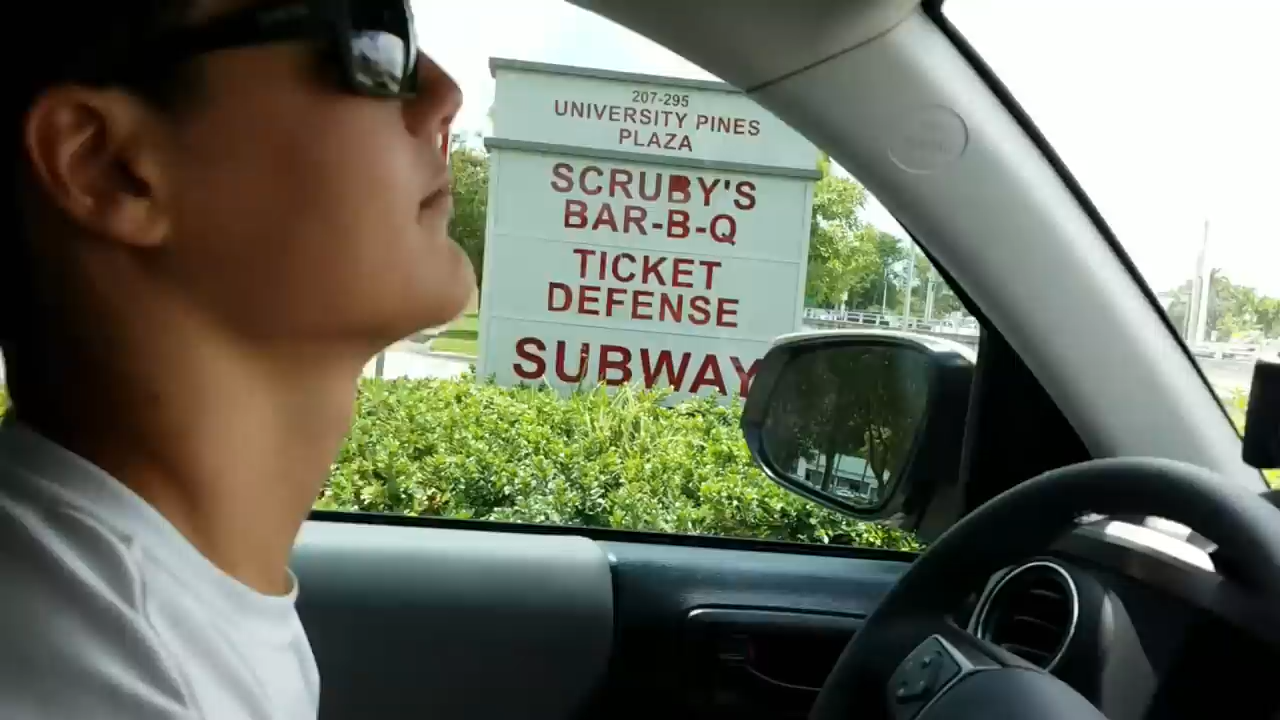 207-295
UNIVERSITY PINES
PLAZA
SCRUBY'S
BAR-B-Q
TICKET
DEFENSE
SUBWAY